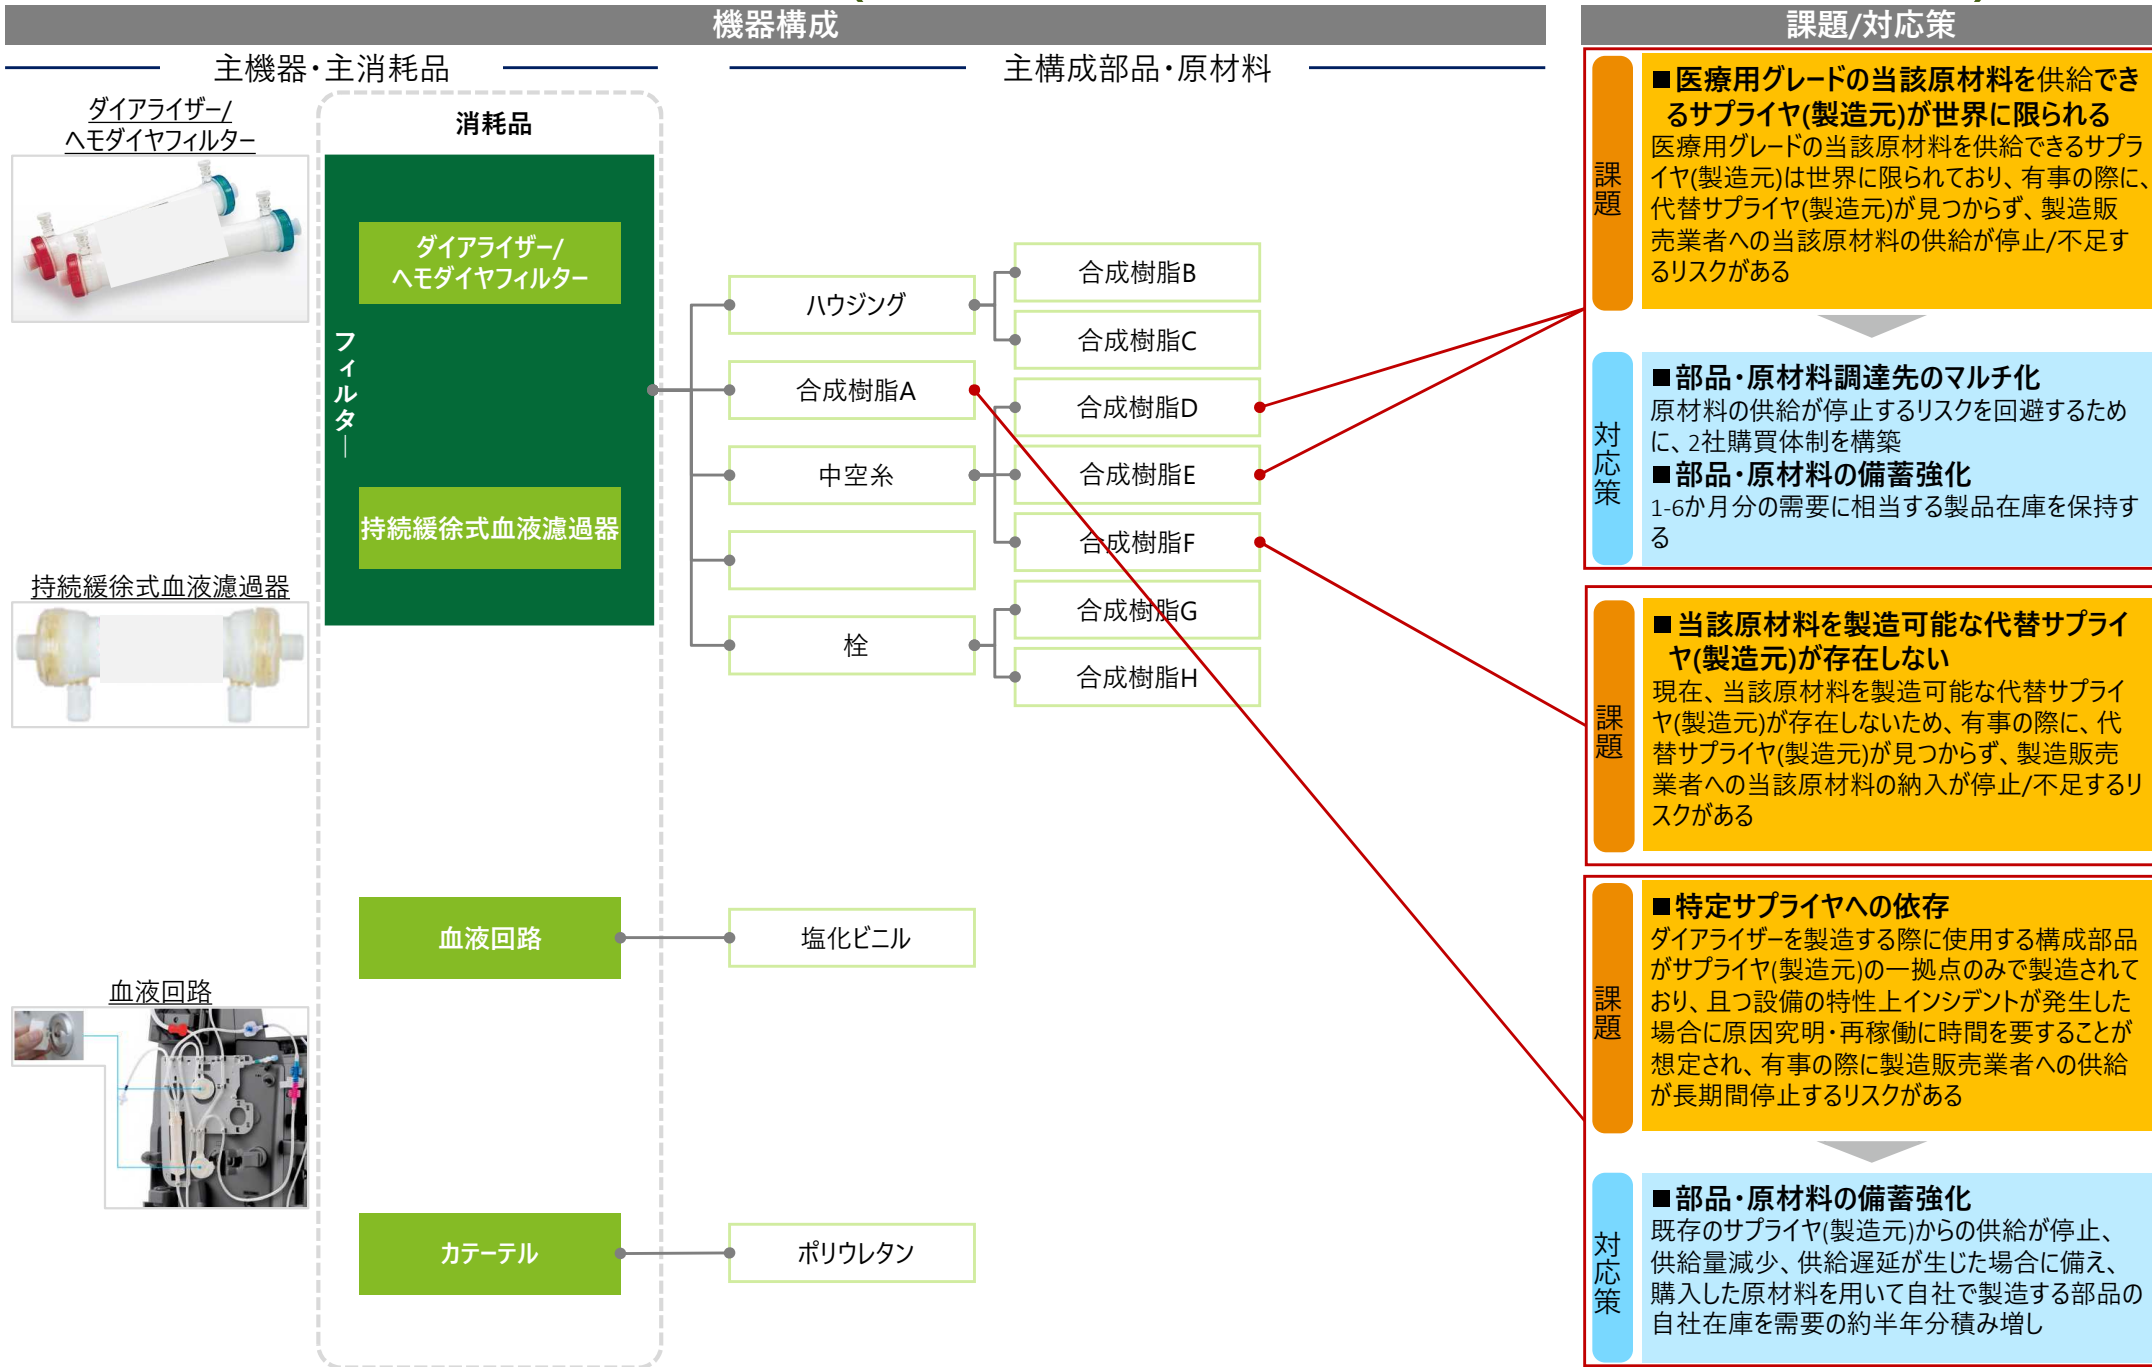 機器構成
主機器・主消耗品
主構成部品・原材料
ダイアライザー/
ヘモダイヤフィルター
消耗品
フィルター
ダイアライザー/
ヘモダイヤフィルター
持続緩徐式血液濾過器
持続緩徐式血液濾過器
血液回路
血液回路
カテーテル
ハウジング
合成樹脂A
中空糸
栓
塩化ビニル
ポリウレタン
合成樹脂B
合成樹脂C
合成樹脂D
合成樹脂E
合成樹脂F
合成樹脂G
合成樹脂H
課題/対応策
課題
■医療用グレードの当該原材料を供給でき
るサプライヤ(製造元)が世界に限られる
医療用グレードの当該原材料を供給できるサプラ
イヤ(製造元)は世界に限られており、有事の際に、
代替サプライヤ(製造元)が見つからず、製造販
売業者への当該原材料の供給が停止/不足す
るリスクがある
対応策
■部品・原材料調達先のマルチ化
原材料の供給が停止するリスクを回避するため
に、2社購買体制を構築
■部品・原材料の備蓄強化
1-6か月分の需要に相当する製品在庫を保持す
る
課題
■当該原材料を製造可能な代替サプライ
ヤ(製造元)が存在しない
現在、当該原材料を製造可能な代替サプライ
ヤ(製造元)が存在しないため、有事の際に、代
替サプライヤ(製造元)が見つからず、製造販売
業者への当該原材料の納入が停止/不足するリ
スクがある
課題
■特定サプライヤへの依存
ダイアライザーを製造する際に使用する構成部品
がサプライヤ(製造元)の一拠点のみで製造されて
おり、且つ設備の特性上インシデントが発生した
場合に原因究明・再稼働に時間を要することが
想定され、有事の際に製造販売業者への供給
が長期間停止するリスクがある
対応策
■部品・原材料の備蓄強化
既存のサプライヤ(製造元)からの供給が停止、
供給量減少、供給遅延が生じた場合に備え、
購入した原材料を用いて自社で製造する部品の
自社在庫を需要の約半年分積み増し